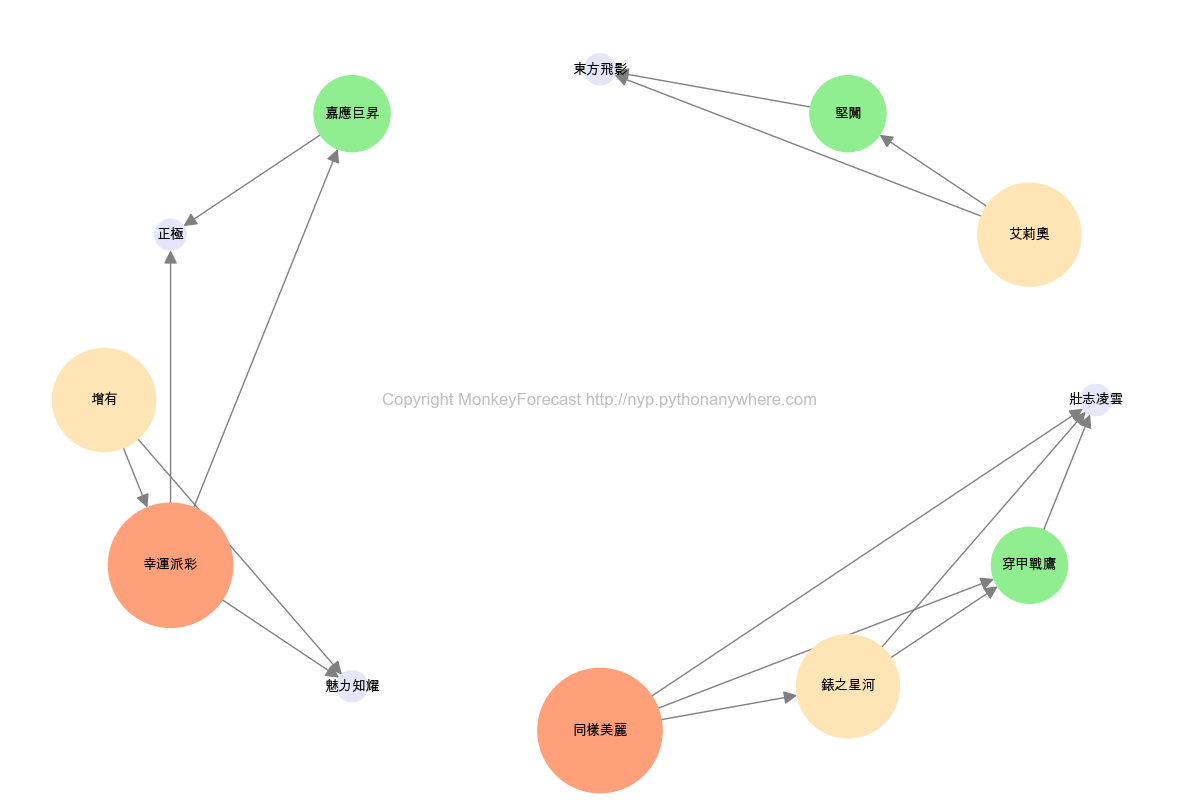 東方飛影
嘉應巨昇
堅闖
正極
艾莉奧
增有
Copyright MonkeyForecast http://nyp.pythonanywhere.com
壯志凌雲
幸運派彩
穿甲戰鷹
魅力知耀
錶之星河
同樣美麗